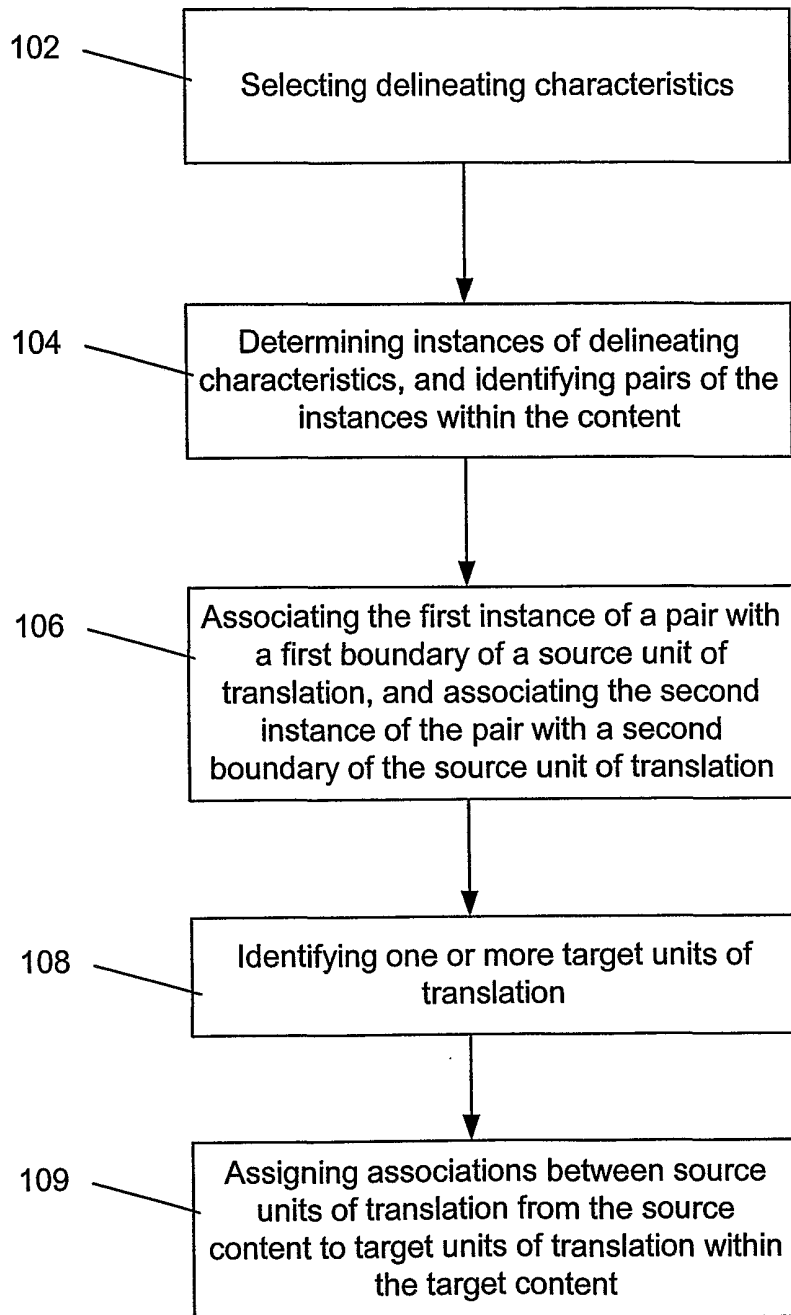 102
Selecting delineating characteristics
104
Determining instances of delineating
characteristics, and identifying pairs of the
instances within the content
106
Associating the first instance of a pair with
a first boundary of a source unit of
translation, and associating the second
instance of the pair with a second
boundary of the source unit of translation
108
Identifying one or more target units of
translation
109
Assigning associations between source
units of translation from the source
content to target units of translation within
the target content